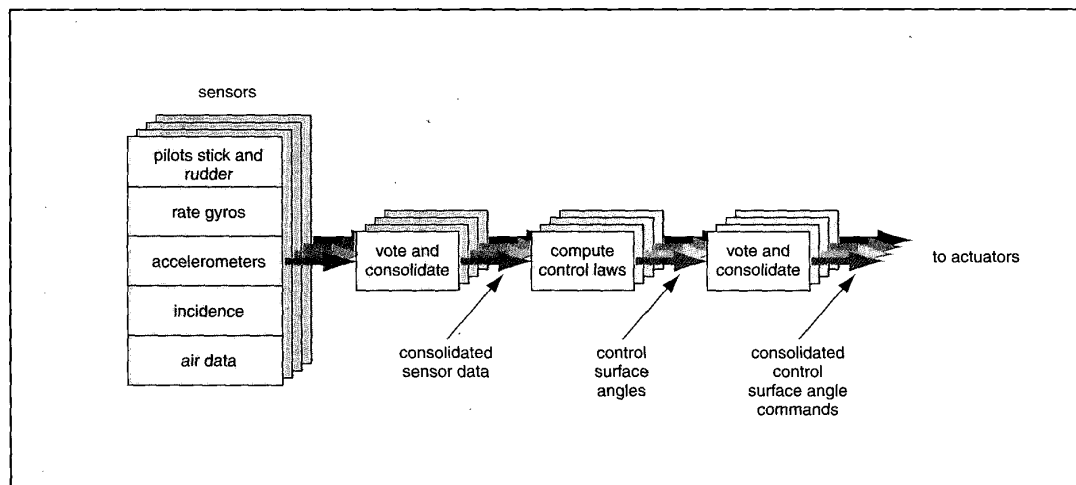 sensors
pilots stick and
rudder
rate gyros
accelerometers
incidence
air data
vote and
consolidate
compute
control laws
vote and
consolidate
to actuators
consolidated
sensor data
control
surface
angles
consolidated
control
surface angle
commands